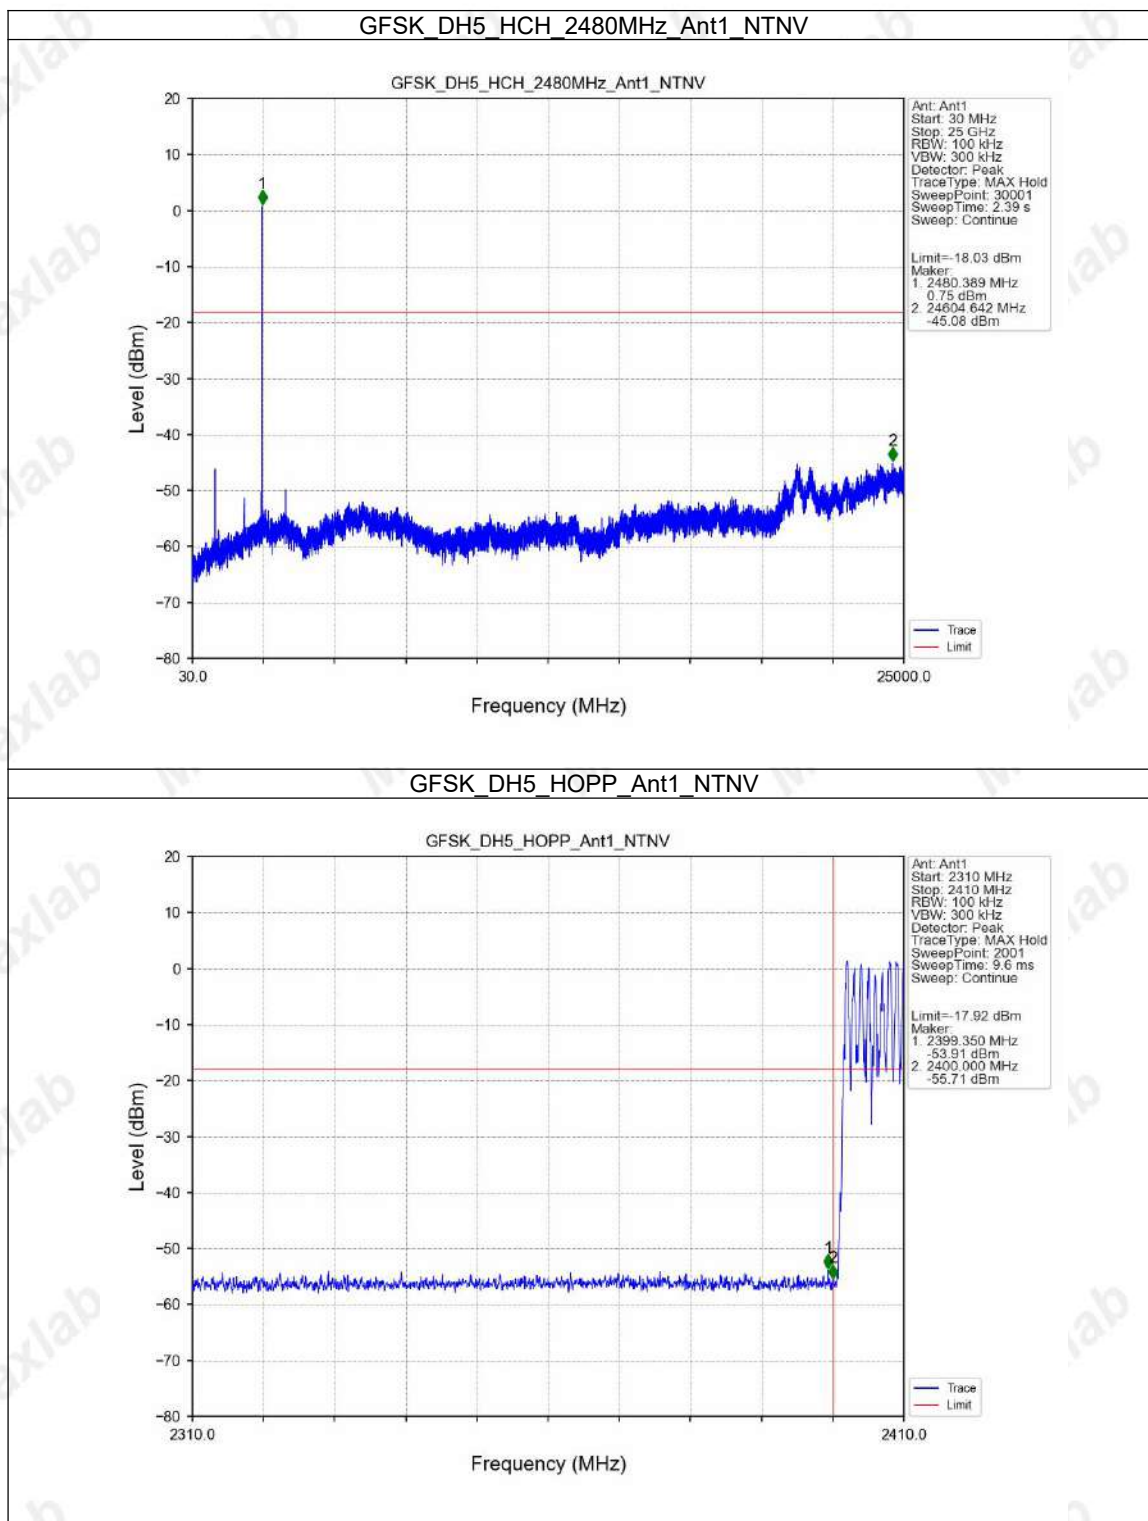 GFSK_DH5_HCH_2480MHz_Ant1_NTNV
GFSK_DH5_HCH_2480MHz_Ant1_NTNV
20
10
0
−10
−20
−30
−40
−50
−60
−70
−80
Level (dBm)
1
2
30.0
25000.0
Frequency (MHz)
Ant: Ant1
Start: 30 MHz
Stop: 25 GHz
RBW: 100 kHz
VBW: 300 kHz
Detector: Peak
TraceType: MAX Hold
SweepPoint: 30001
SweepTime: 2.39 s
Sweep: Continue
Limit=-18.03 dBm
Maker:
1. 2480.389 MHz
0.75 dBm
2. 24604.642 MHz
-45.08 dBm
Trace
Limit
GFSK_DH5_HOPP_Ant1_NTNV
GFSK_DH5_HOPP_Ant1_NTNV
20
10
0
−10
−20
−30
−40
−50
−60
−70
−80
Level (dBm)
1
2
2310.0
2410.0
Frequency (MHz)
Ant: Ant1
Start: 2310 MHz
Stop: 2410 MHz
RBW: 100 kHz
VBW: 300 kHz
Detector: Peak
TraceType: MAX Hold
SweepPoint: 2001
SweepTime: 9.6 ms
Sweep: Continue
Limit=-17.92 dBm
Maker:
1. 2399.350 MHz
-53.91 dBm
2. 2400.000 MHz
-55.71 dBm
Trace
Limit